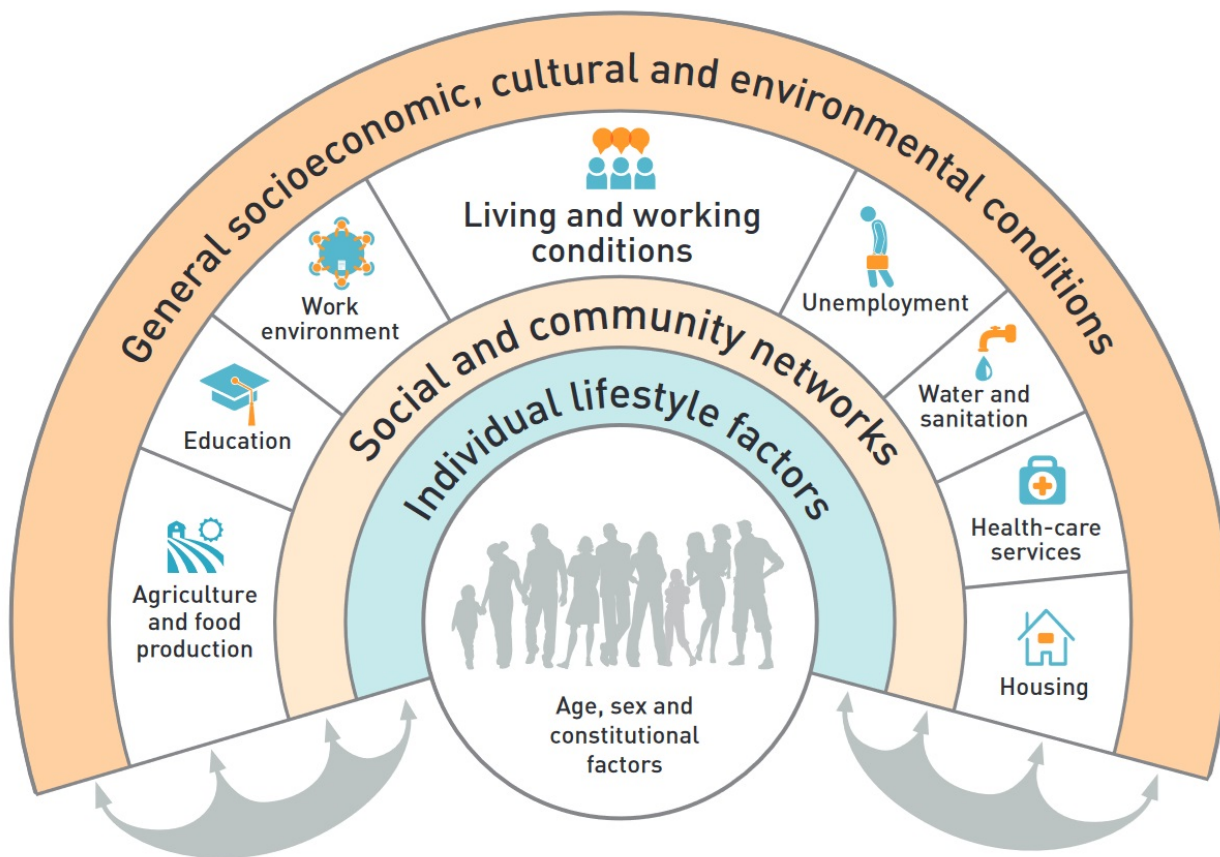 General socioeconomic, cultural and environmental conditions
Living and working
conditions
Work
environment
Unemployment
Education
Water and
sanitation
Agriculture
and food
production
Health-care
services
Housing
Social and community networks
Individual lifestyle factors
Age, sex and
constitutional
factors